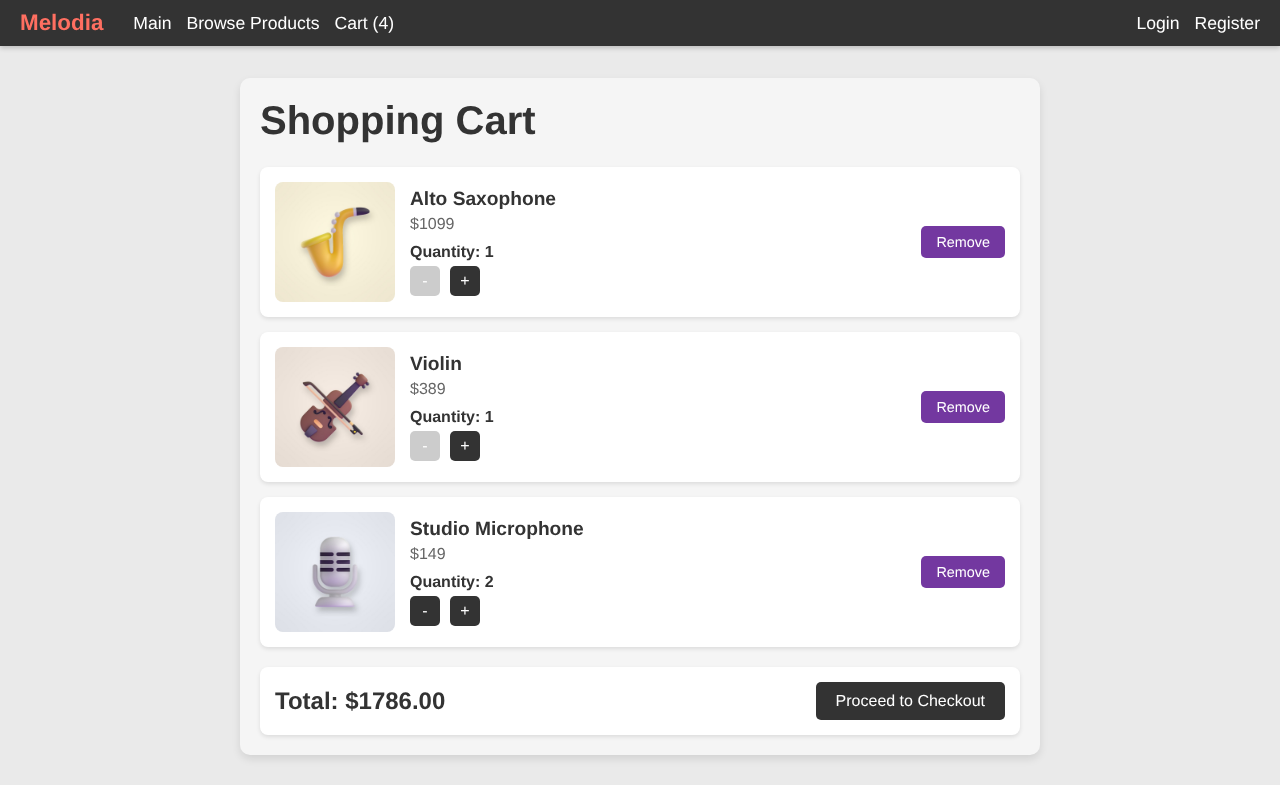 Melodia Main Browse Products Cart (4) Login Register
Shopping Cart
Alto Saxophone
$1099
Quantity: 1
- +
Remove
Violin
$389
Quantity: 1
- +
Remove
Studio Microphone
$149
Quantity: 2
- +
Remove
Total: $1786.00
Proceed to Checkout